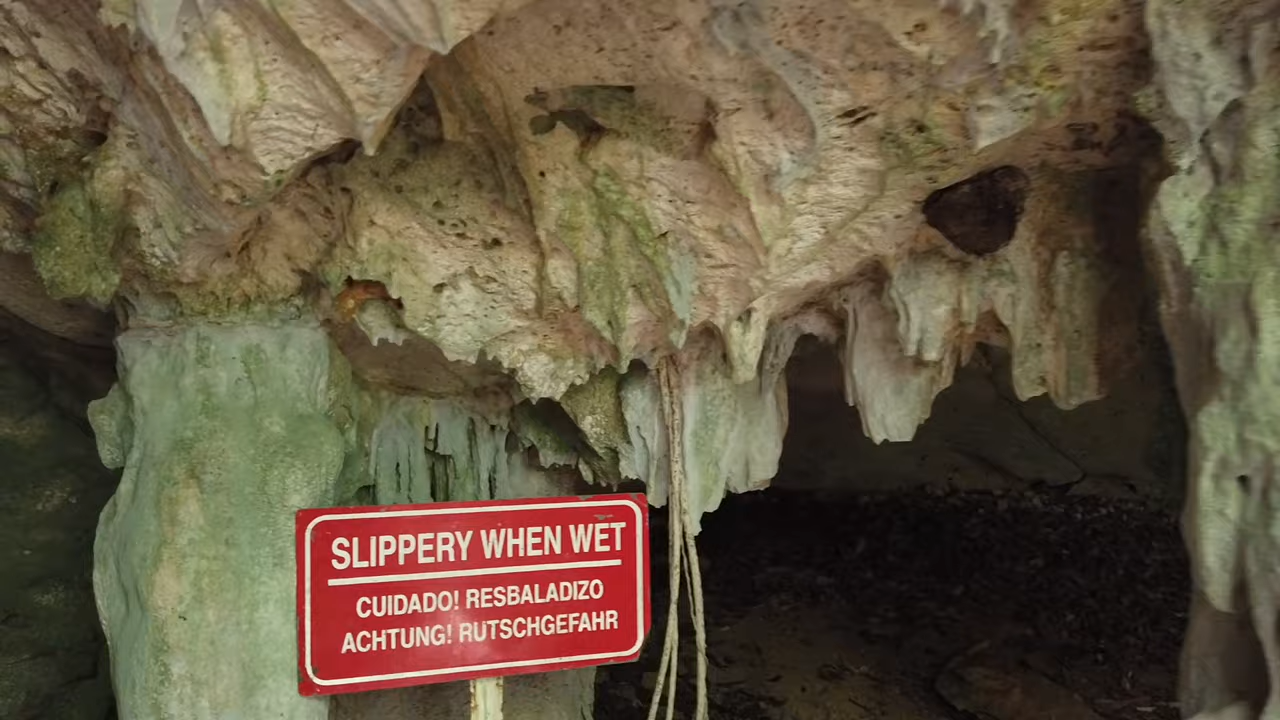 SLIPPERY WHEN WET
CUIDADO! RESBALADIZO
ACHTUNG! RUTSCHGEFAHR